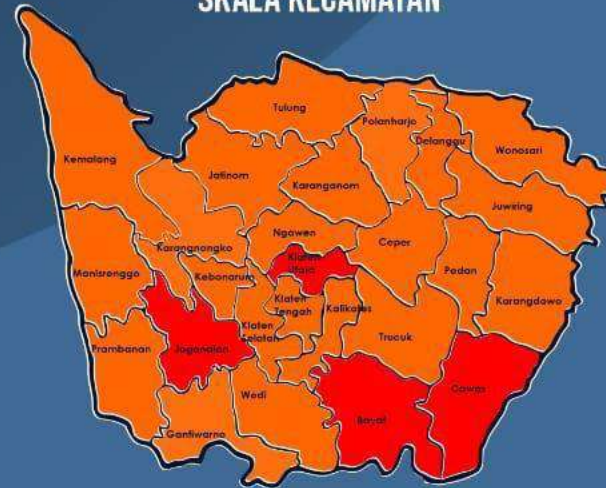 SKALA KECAMATAN
Tulung
Polanharjo
Delanggu
Wonosari
Kemalang
Jatinom
Karanganom
Juwiring
Ngawen
Ceper
Karangnongko
Klaten
Utara
Manisrenggo
Kebonarum
Pedan
Karangdowo
Klaten
Tengah
Kalikotes
Klaten
Selatan
Trucuk
Prambanan
Jogonalan
Wedi
Cawas
Bayat
Gantiwarno